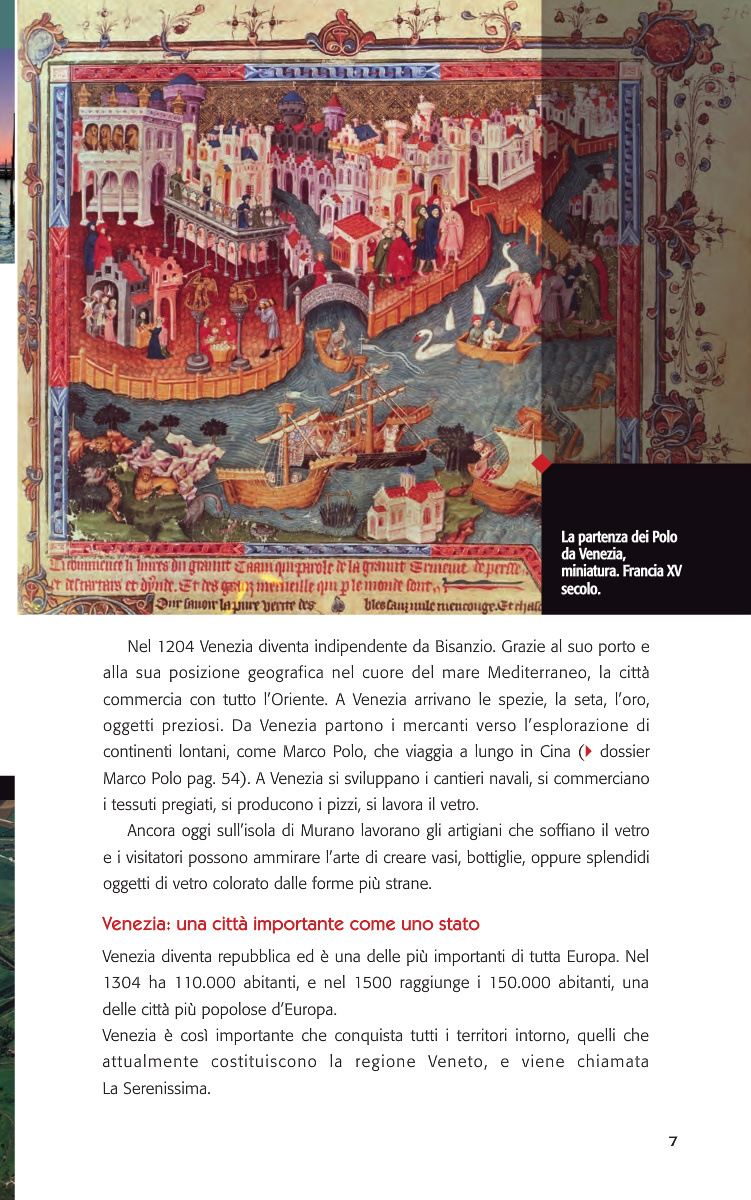 La partenza dei Polo
da Venezia,
miniatura. Francia XV
secolo.
Nel 1204 Venezia diventa indipendente da Bisanzio. Grazie al suo porto e
alla sua posizione geografica nel cuore del mare Mediterraneo, la città
commercia con tutto l'Oriente. A Venezia arrivano le spezie, la seta, l'oro,
oggetti preziosi. Da Venezia partono i mercanti verso l'esplorazione di
continenti lontani, come Marco Polo, che viaggia a lungo in Cina (▶ dossier
Marco Polo pag. 54). A Venezia si sviluppano i cantieri navali, si commerciano
i tessuti pregiati, si producono i pizzi, si lavora il vetro.
Ancora oggi sull'isola di Murano lavorano gli artigiani che soffiano il vetro
e i visitatori possono ammirare l'arte di creare vasi, bottiglie, oppure splendidi
oggetti di vetro colorato dalle forme più strane.
Venezia: una città importante come uno stato
Venezia diventa repubblica ed è una delle più importanti di tutta Europa. Nel
1304 ha 110.000 abitanti, e nel 1500 raggiunge i 150.000 abitanti, una
delle città più popolose d'Europa.
Venezia è così importante che conquista tutti i territori intorno, quelli che
attualmente costituiscono la regione Veneto, e viene chiamata
La Serenissima.
7